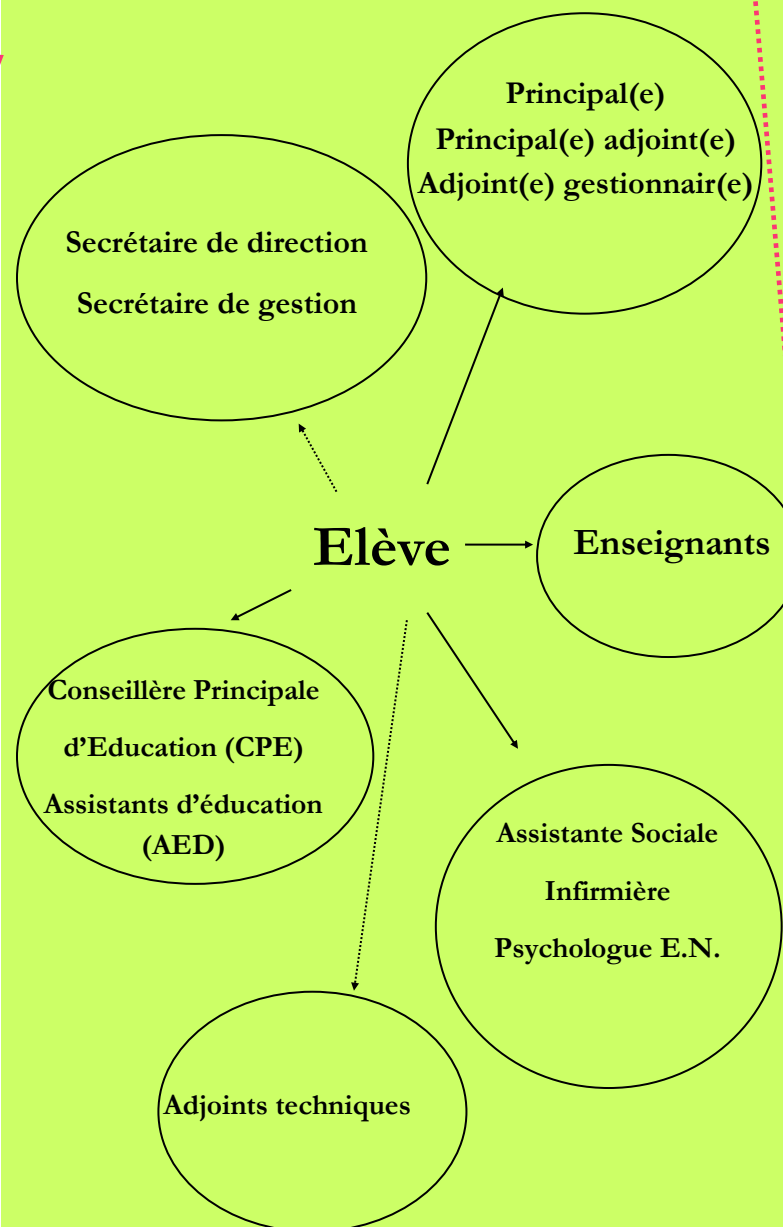 Principal(e)
Principal(e) adjoint(e)
Adjoint(e) gestionnair(e)
Secrétaire de direction
Secrétaire de gestion
Elève
Enseignants
Conseillère Principale
d’Education (CPE)
Assistants d’éducation
(AED)
Assistante Sociale
Infirmière
Psychologue E.N.
Adjoints techniques